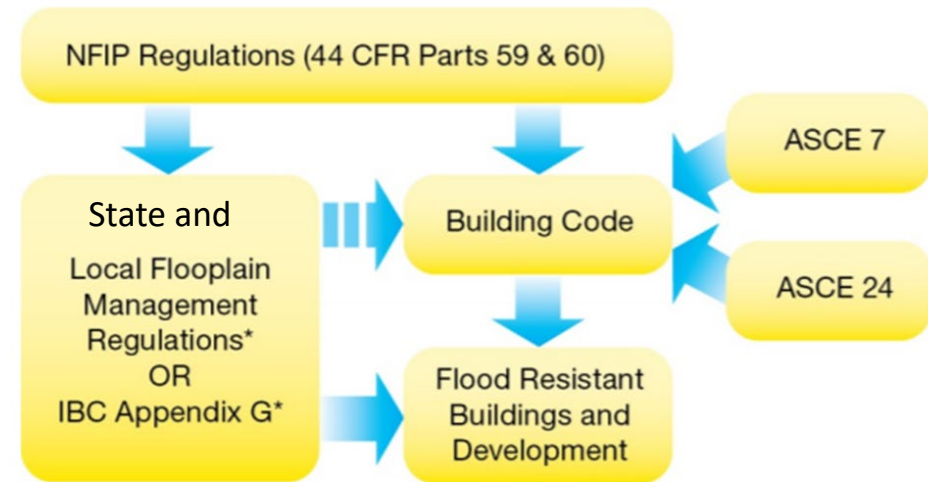 NFIP Regulations (44 CFR Parts 59 & 60)
ASCE 7
State and
Local Flooplain
Management
Regulations*
OR
IBC Appendix G*
Building Code
ASCE 24
Flood Resistant
Buildings and
Development